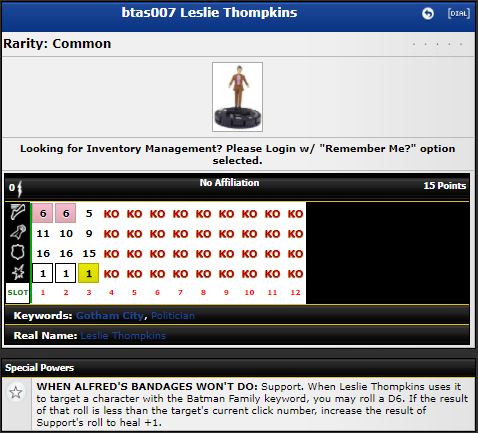 btas007 Leslie Thompkins
[DIAL]
Rarity: Common
Looking for Inventory Management? Please Login w/ "Remember Me?" option
selected.
0 No Affiliation 15 Points
6 6 5 KO KO KO KO KO KO KO KO KO
11 10 9 KO KO KO KO KO KO KO KO KO
16 16 15 KO KO KO KO KO KO KO KO KO
1 1 1 KO KO KO KO KO KO KO KO KO
SLOT 1 2 3 4 5 6 7 8 9 10 11 12
Keywords: Gotham City, Politician
Real Name: Leslie Thompkins
Special Powers
WHEN ALFRED'S BANDAGES WON'T DO: Support. When Leslie Thompkins uses it
to target a character with the Batman Family keyword, you may roll a D6. If the result
of that roll is less than the target's current click number, increase the result of
Support's roll to heal +1.